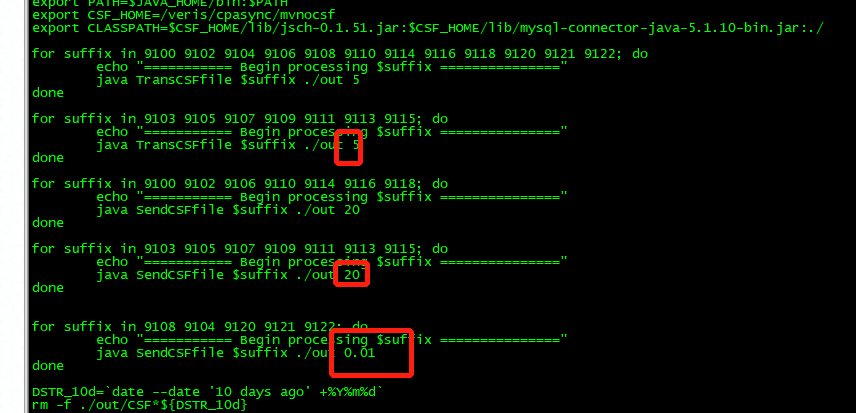 export PATH=$JAVA_HOME/bin:$PATH
export CSF_HOME=/veris/cpasync/mvnocsf
export CLASSPATH=$CSF_HOME/lib/jsch-0.1.51.jar:$CSF_HOME/lib/mysql-connector-java-5.1.10-bin.jar:./
for suffix in 9100 9102 9104 9106 9108 9110 9114 9116 9118 9120 9121 9122; do
echo "=========== Begin processing $suffix ==============="
java TransCSFfile $suffix ./out 5
done
for suffix in 9103 9105 9107 9109 9111 9113 9115; do
echo "=========== Begin processing $suffix ==============="
java TransCSFfile $suffix ./out 5
done
for suffix in 9100 9102 9106 9110 9114 9116 9118; do
echo "=========== Begin processing $suffix ==============="
java SendCSFfile $suffix ./out 20
done
for suffix in 9103 9105 9107 9109 9111 9113 9115; do
echo "=========== Begin processing $suffix ==============="
java SendCSFfile $suffix ./out 20
done
for suffix in 9108 9104 9120 9121 9122; do
echo "=========== Begin processing $suffix ==============="
java SendCSFfile $suffix ./out 0.01
done
DSTR_10d=`date --date '10 days ago' +%Y%m%d`
rm -f ./out/CSF*${DSTR_10d}